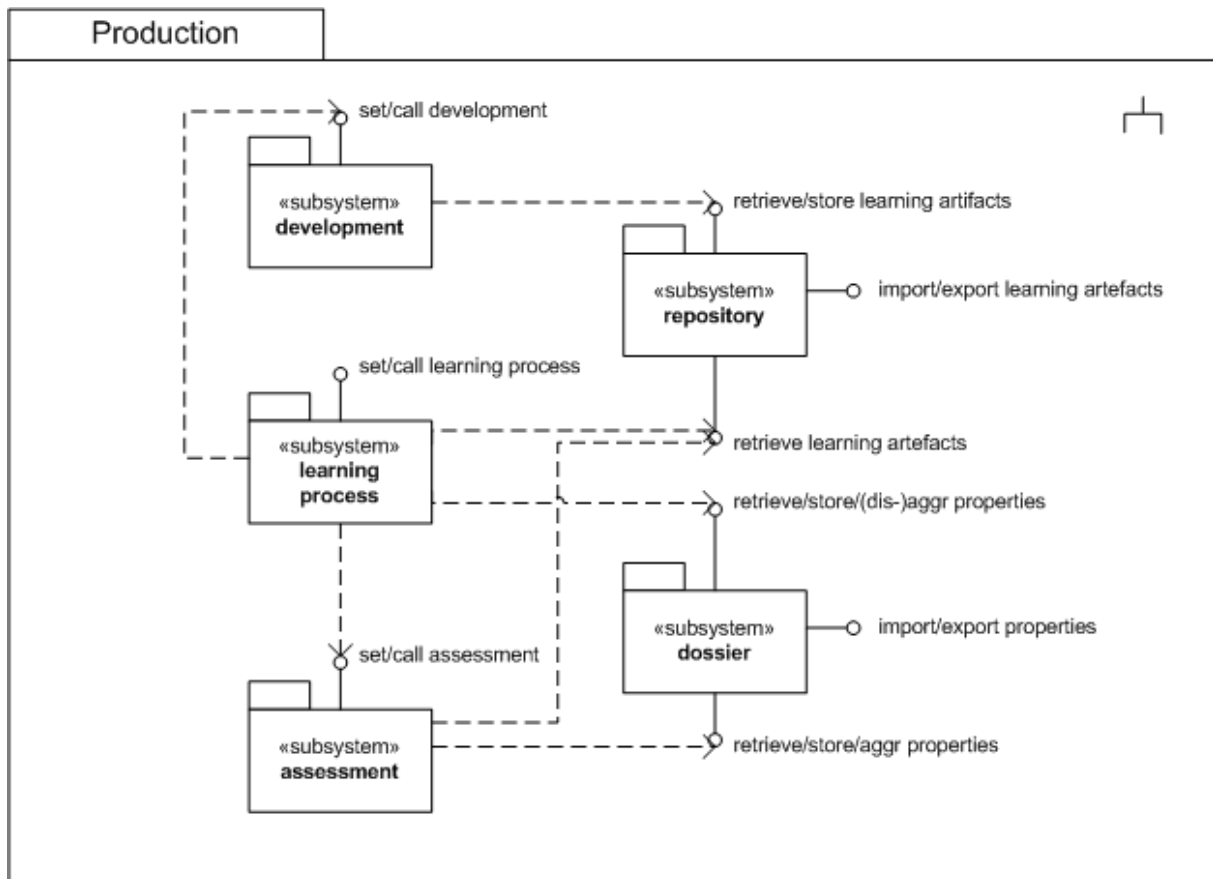 Production
set/call development
«subsystem»
development
retrieve/store learning artifacts
«subsystem»
repository
import/export learning artefacts
set/call learning process
«subsystem»
learning
process
retrieve learning artefacts
retrieve/store/(dis-)aggr properties
«subsystem»
dossier
import/export properties
set/call assessment
«subsystem»
assessment
retrieve/store/aggr properties